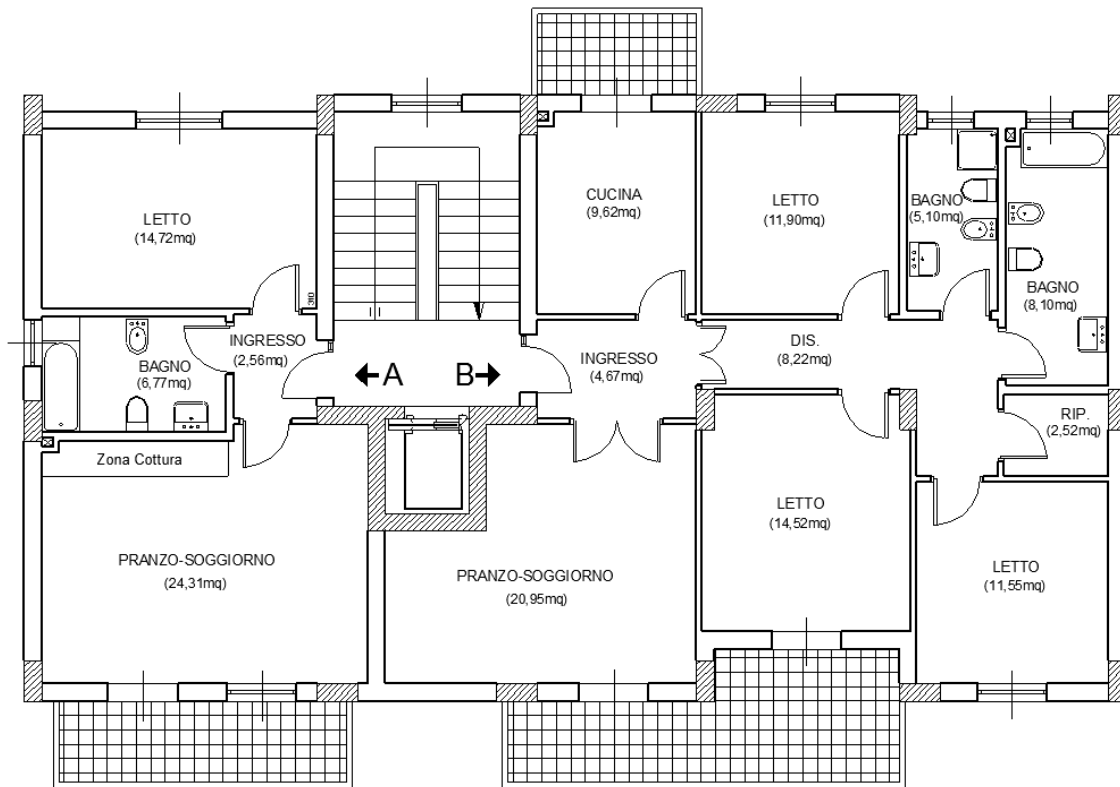 LETTO
(14,72mq)
310
CUCINA
(9,62mq)
LETTO
(11,90mq)
BAGNO
(5,10mq)
BAGNO
(8,10mq)
INGRESSO
(2,56mq)
BAGNO
(6,77mq)
A
B
INGRESSO
(4,67mq)
DIS.
(8,22mq)
RIP.
(2,52mq)
Zona Cottura
LETTO
(14,52mq)
PRANZO-SOGGIORNO
(24,31mq)
PRANZO-SOGGIORNO
(20,95mq)
LETTO
(11,55mq)